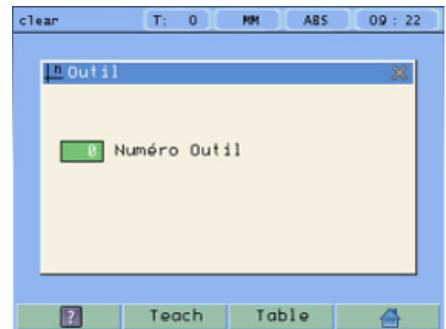 clear T: 0 MM ABS 09 : 22
n Outil
0 Numéro Outil
? Teach Table